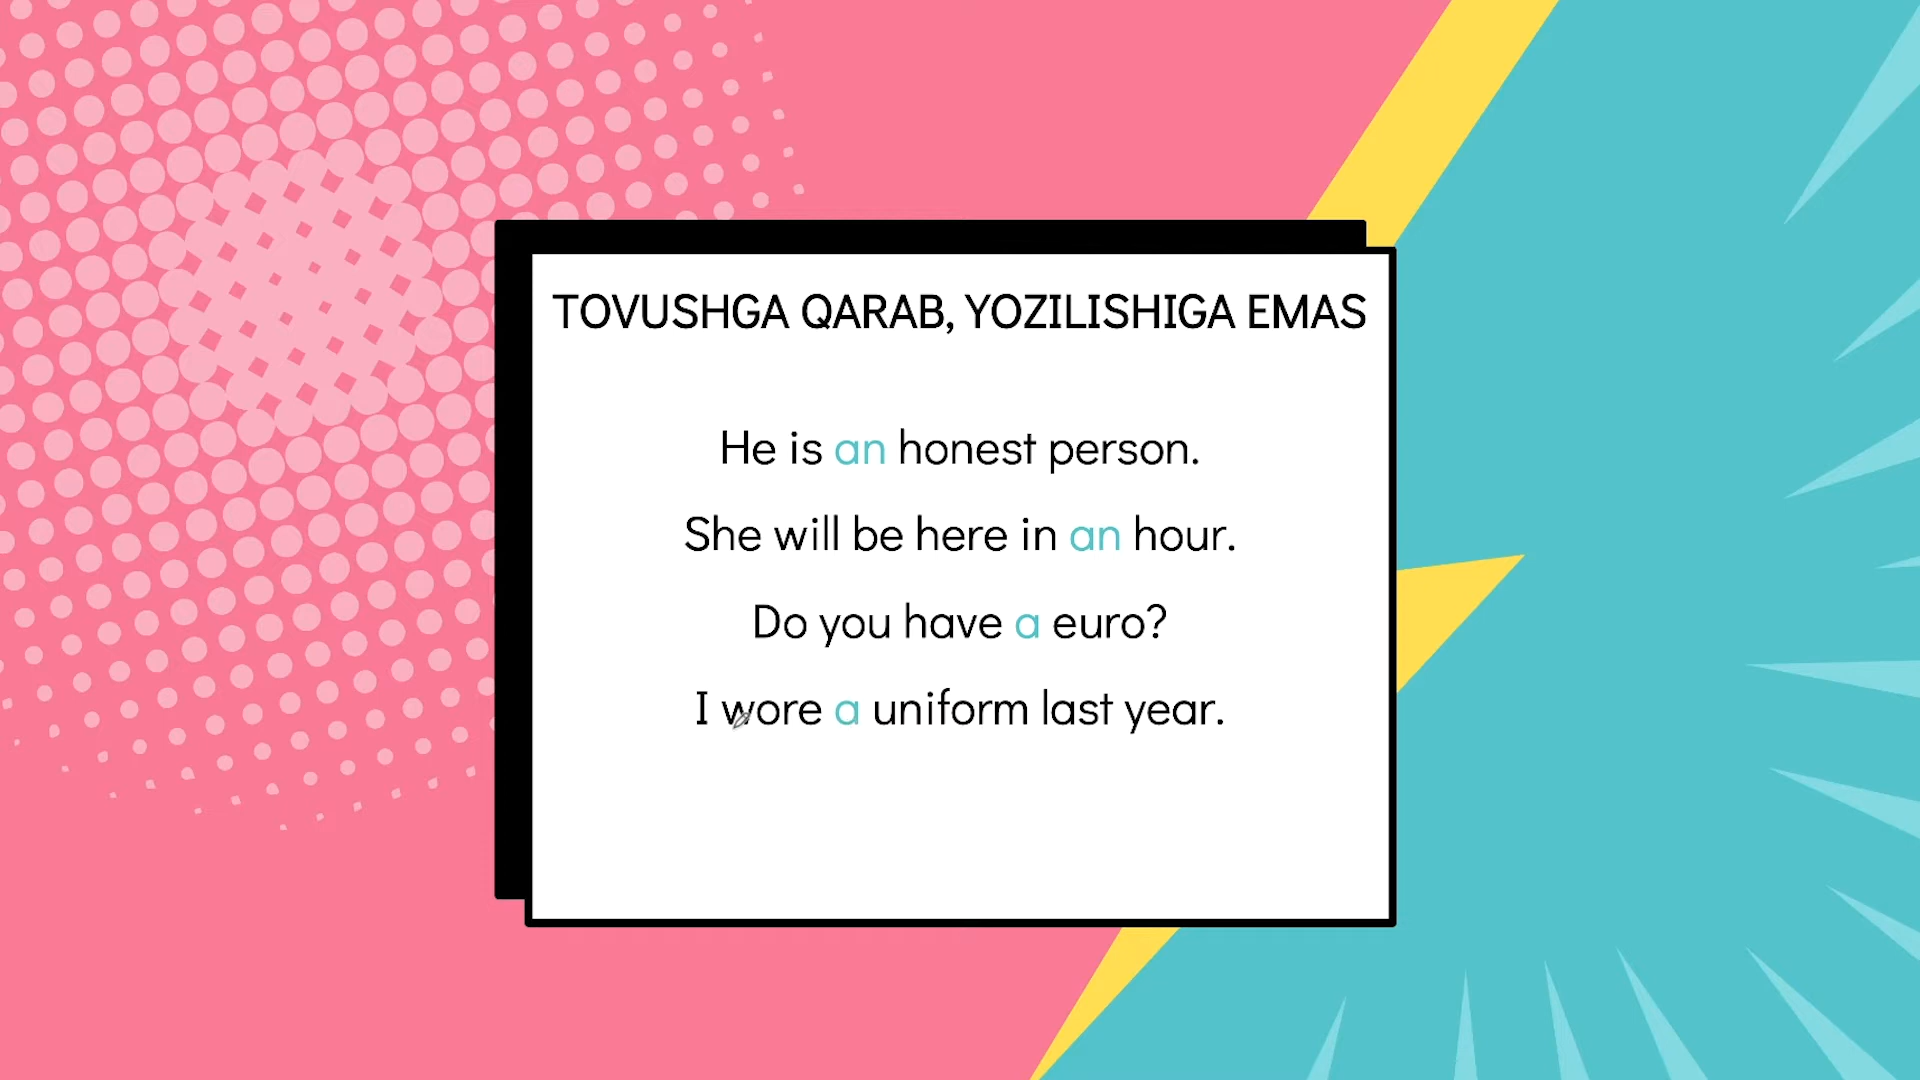 TOVUSHGA QARAB, YOZILISHIGA EMAS
He is an honest person.
She will be here in an hour.
Do you have a euro?
I wore a uniform last year.